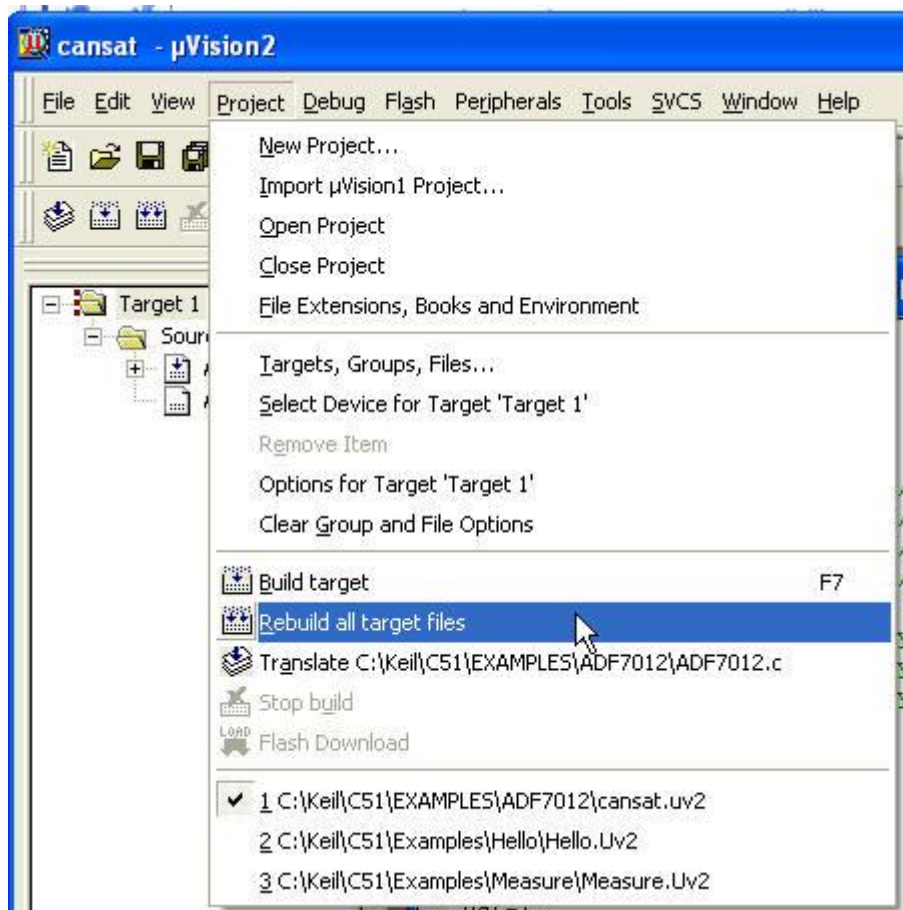 cansat - µVision2
File Edit View Project Debug Flash Peripherals Tools SVCS Window Help
New Project...
Import µVision1 Project...
Open Project
Close Project
File Extensions, Books and Environment
Target 1
Targets, Groups, Files...
Select Device for Target 'Target 1'
Remove Item
Options for Target 'Target 1'
Clear Group and File Options
Build target F7
Rebuild all target files
Translate C:\Keil\C51\EXAMPLES\ADF7012\ADF7012.c
Stop build
LOAD
Flash Download
1 C:\Keil\C51\EXAMPLES\ADF7012\cansat.uv2
2 C:\Keil\C51\Examples\Hello\Hello.Uv2
3 C:\Keil\C51\Examples\Measure\Measure.Uv2